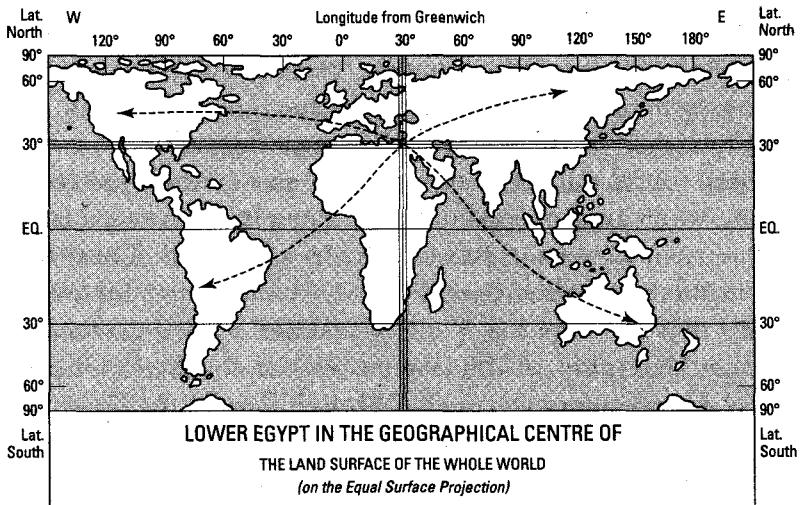 Lat. North W Longitude from Greenwich E Lat. North
120° 90° 60° 30° 0° 30° 60° 90° 120° 150° 180°
90° 90°
60° 60°
30° 30°
EQ. EQ.
30° 30°
60° 60°
90° 90°
Lat. South Lat. South
LOWER EGYPT IN THE GEOGRAPHICAL CENTRE OF
THE LAND SURFACE OF THE WHOLE WORLD
(on the Equal Surface Projection)